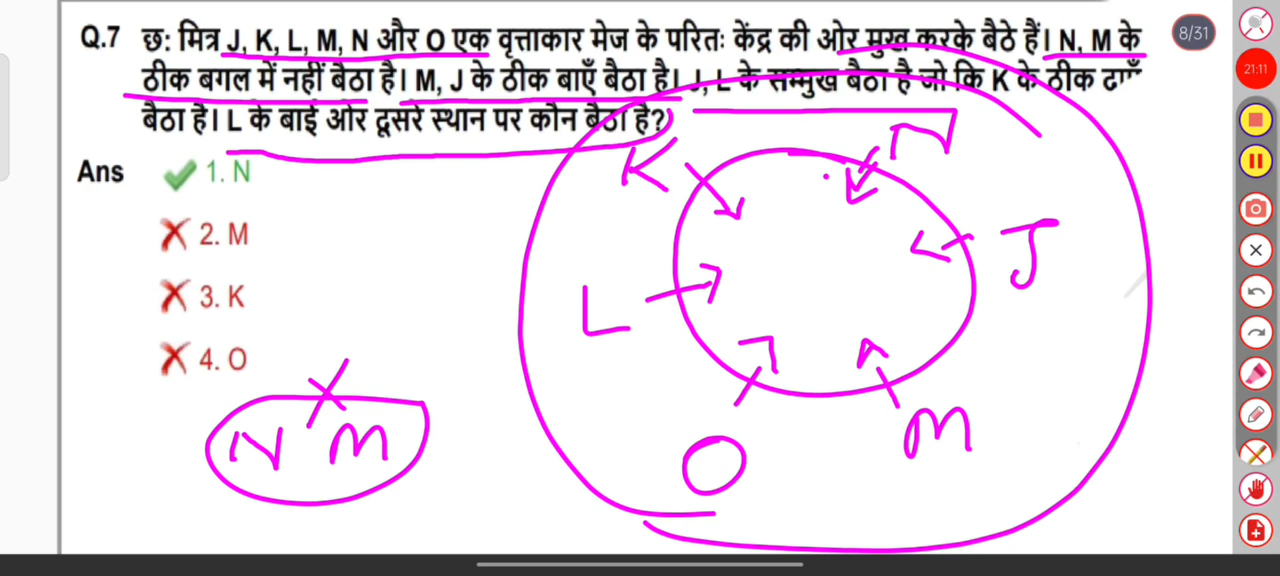 Q.7 छ: मित्र J, K, L, M, N और O एक वृत्ताकार मेज के परितः केंद्र की ओर मुख करके बैठे हैं। N, M के
ठीक बगल में नहीं बैठा है। M, J के ठीक बाएँ बैठा है। J, L के सम्मुख बैठा है जो कि K के ठीक
बैठा है। L के बाईं ओर दूसरे स्थान पर कौन बैठा है?
Ans 1. N
2. M
3. K
4. O
K
J
L
M
O
N M
8/31
21:11